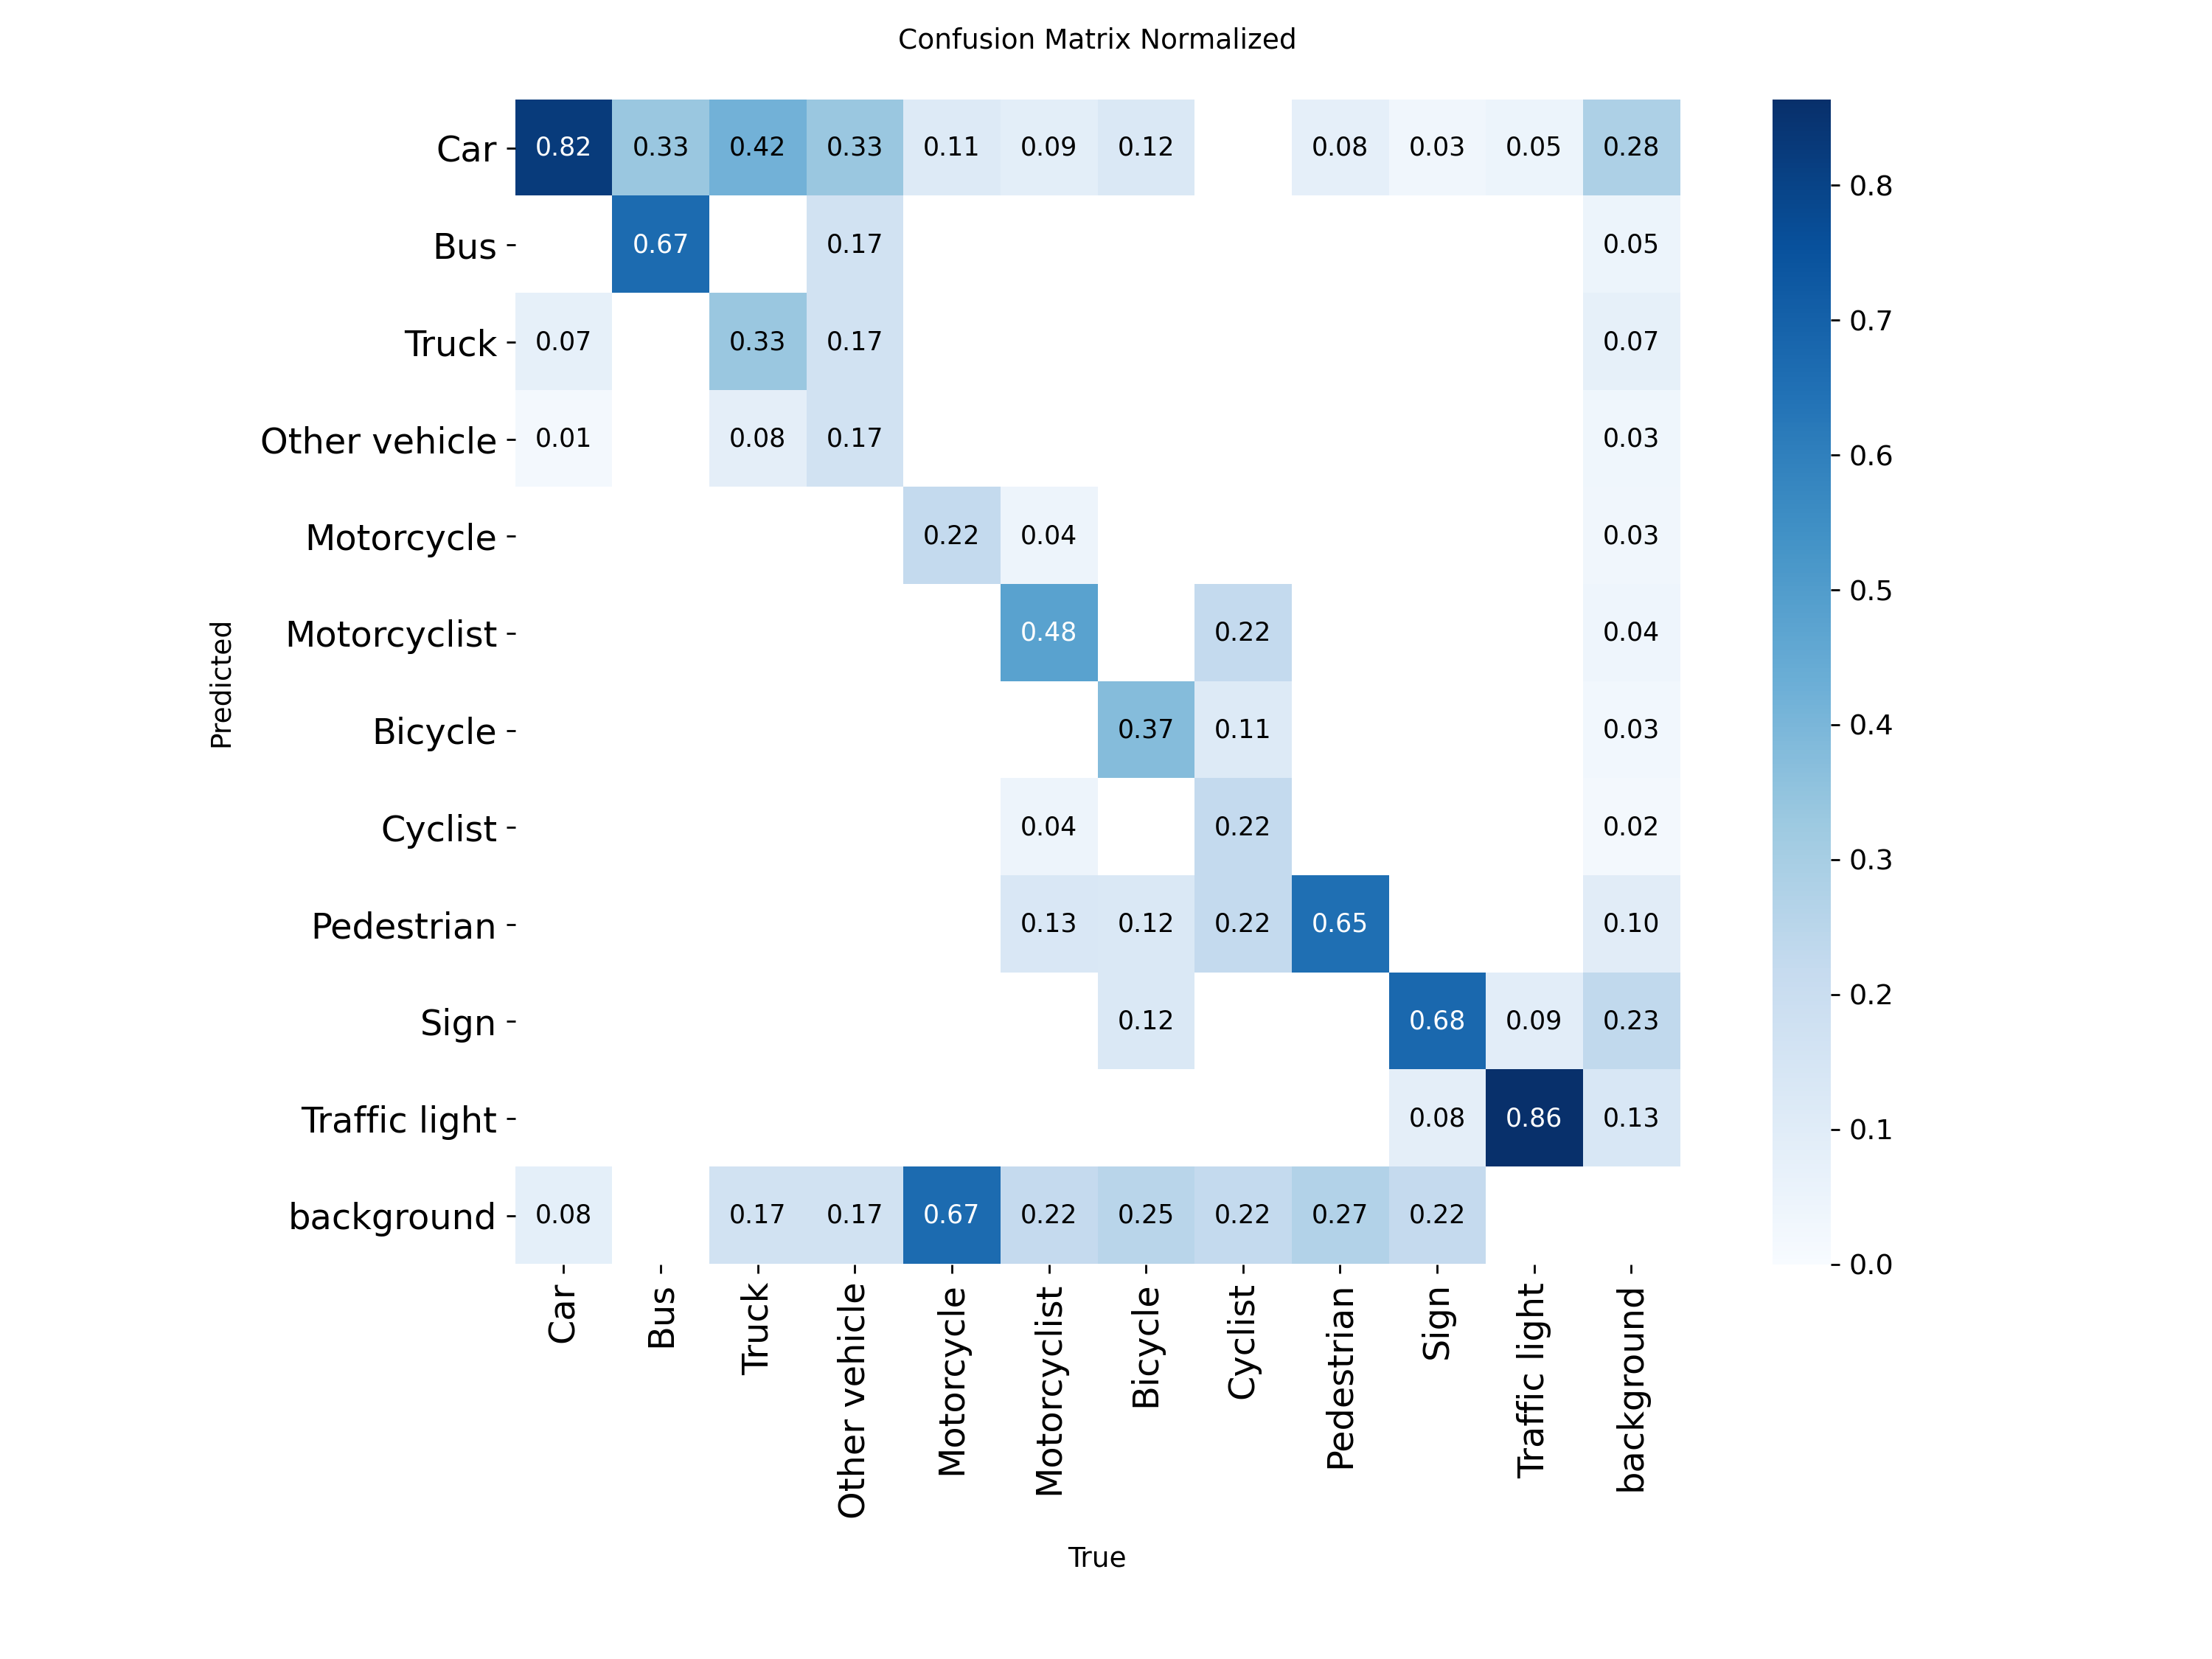 Confusion Matrix Normalized
Car 0.82 0.33 0.42 0.33 0.11 0.09 0.12 0.08 0.03 0.05 0.28
Bus 0.67 0.17 0.05
Truck 0.07 0.33 0.17 0.07
Other vehicle 0.01 0.08 0.17 0.03
Motorcycle 0.22 0.04 0.03
Motorcyclist 0.48 0.22 0.04
Bicycle 0.37 0.11 0.03
Cyclist 0.04 0.22 0.02
Pedestrian 0.13 0.12 0.22 0.65 0.10
Sign 0.12 0.68 0.09 0.23
Traffic light 0.08 0.86 0.13
background 0.08 0.17 0.17 0.67 0.22 0.25 0.22 0.27 0.22
Predicted
Car
Bus
Truck
Other vehicle
Motorcycle
Motorcyclist
Bicycle
Cyclist
Pedestrian
Sign
Traffic light
background
True
0.8
0.7
0.6
0.5
0.4
0.3
0.2
0.1
0.0